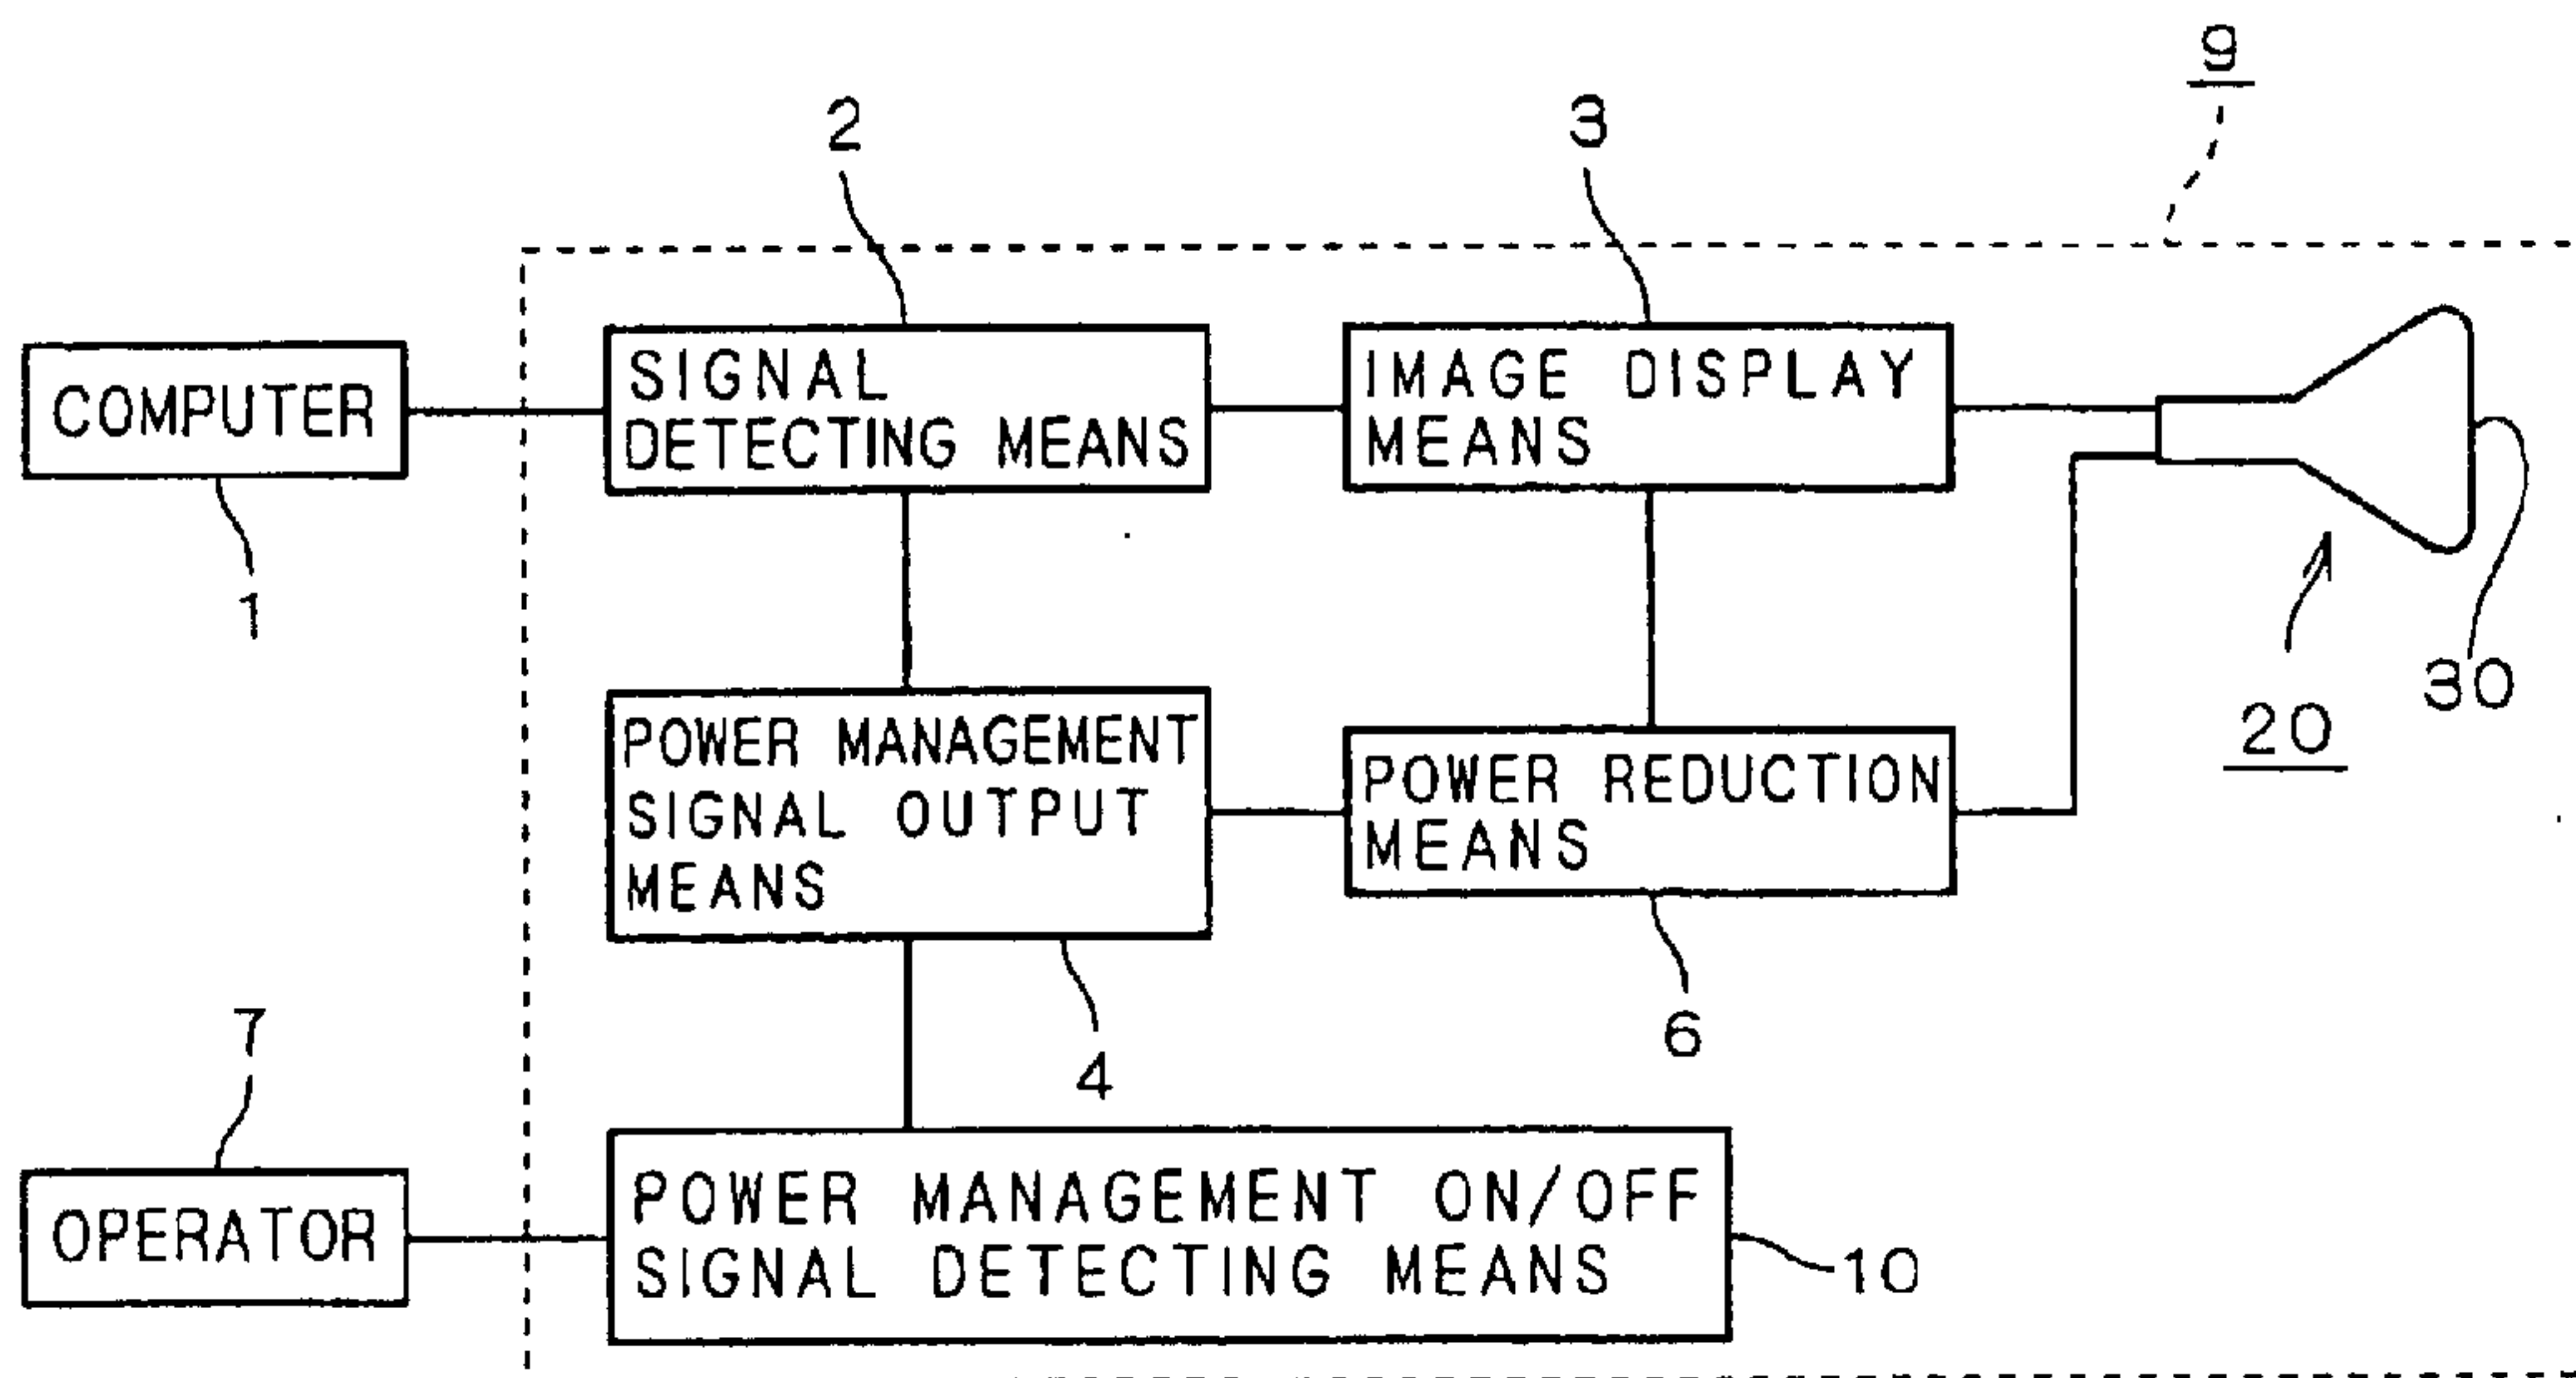 9
2
3
COMPUTER
SIGNAL
DETECTING MEANS
IMAGE DISPLAY
MEANS
1
30
20
POWER MANAGEMENT
SIGNAL OUTPUT
MEANS
POWER REDUCTION
MEANS
7
4
6
OPERATOR
POWER MANAGEMENT ON/OFF
SIGNAL DETECTING MEANS
10